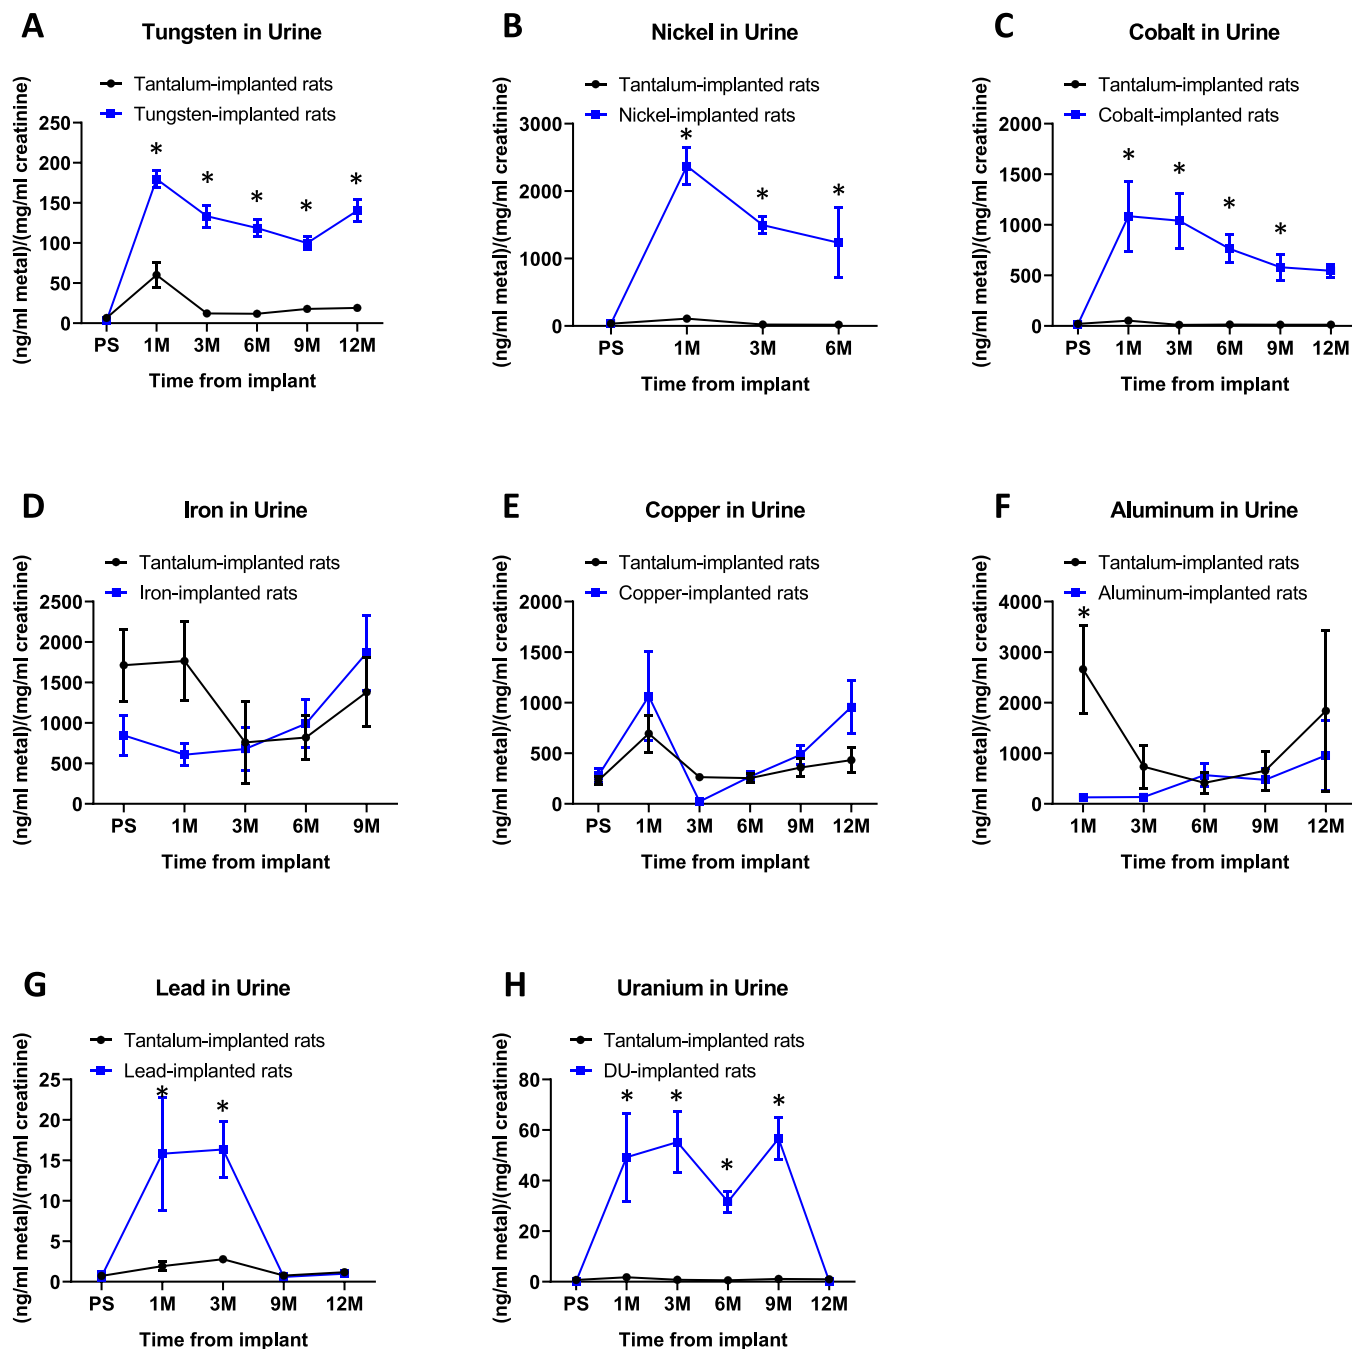 A
Tungsten in Urine
Tantalum-implanted rats
Tungsten-implanted rats
(ng/ml metal)/(mg/ml creatinine)
250
200
150
100
50
0
* * * * *
PS 1M 3M 6M 9M 12M
Time from implant
B
Nickel in Urine
Tantalum-implanted rats
Nickel-implanted rats
(ng/ml metal)/(mg/ml creatinine)
3000
2000
1000
0
* * *
PS 1M 3M 6M
Time from implant
C
Cobalt in Urine
Tantalum-implanted rats
Cobalt-implanted rats
(ng/ml metal)/(mg/ml creatinine)
2000
1500
1000
500
0
* * * *
PS 1M 3M 6M 9M 12M
Time from implant
D
Iron in Urine
Tantalum-implanted rats
Iron-implanted rats
(ng/ml metal)/(mg/ml creatinine)
2500
2000
1500
1000
500
0
PS 1M 3M 6M 9M
Time from implant
E
Copper in Urine
Tantalum-implanted rats
Copper-implanted rats
(ng/ml metal)/(mg/ml creatinine)
2000
1500
1000
500
0
PS 1M 3M 6M 9M 12M
Time from implant
F
Aluminum in Urine
Tantalum-implanted rats
Aluminum-implanted rats
(ng/ml metal)/(mg/ml creatinine)
4000
3000
2000
1000
0
*
1M 3M 6M 9M 12M
Time from implant
G
Lead in Urine
Tantalum-implanted rats
Lead-implanted rats
(ng/ml metal)/(mg/ml creatinine)
25
20
15
10
5
0
* *
PS 1M 3M 9M 12M
Time from implant
H
Uranium in Urine
Tantalum-implanted rats
DU-implanted rats
(ng/ml metal)/(mg/ml creatinine)
80
60
40
20
0
* * * *
PS 1M 3M 6M 9M 12M
Time from implant